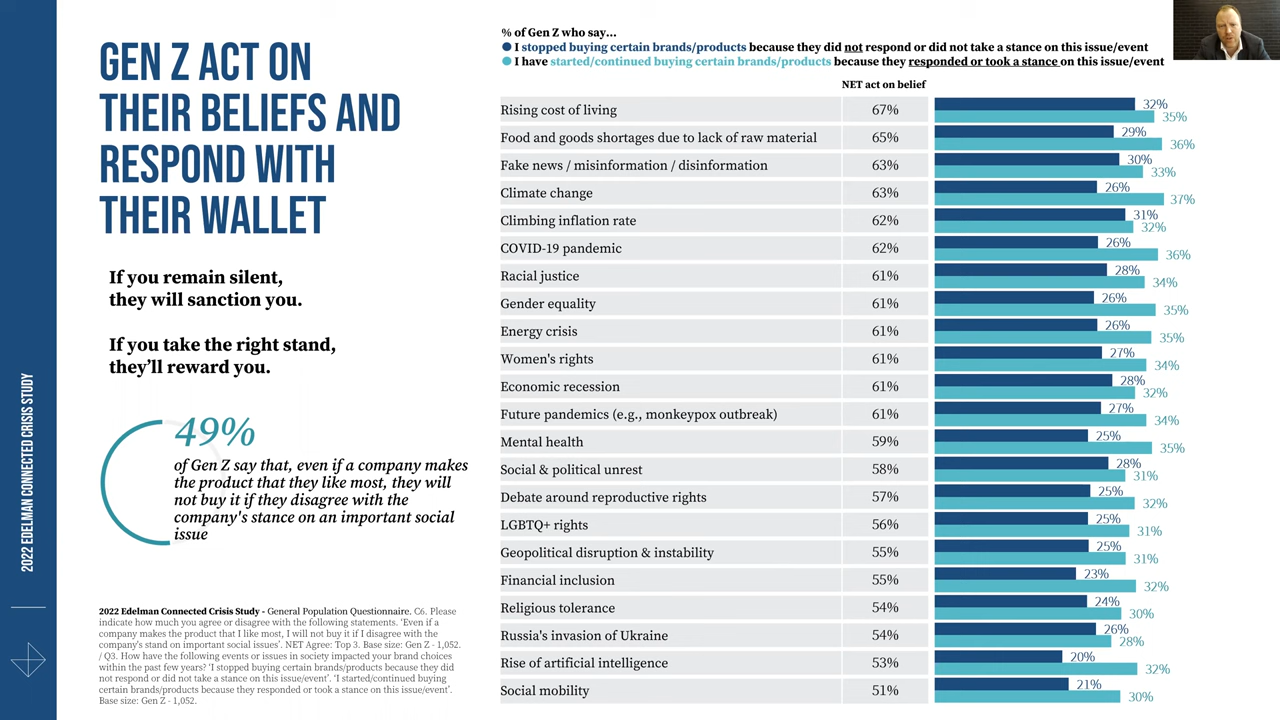 GEN Z ACT ON
THEIR BELIEFS AND
RESPOND WITH
THEIR WALLET
If you remain silent,
they will sanction you.
If you take the right stand,
they’ll reward you.
49%
of Gen Z say that, even if a company makes
the product that they like most, they will
not buy it if they disagree with the
company's stance on an important social
issue
2022 Edelman Connected Crisis Study - General Population Questionnaire. C6. Please
indicate how much you agree or disagree with the following statements. ‘Even if a
company makes the product that I like most, I will not buy it if I disagree with the
company’s stand on important social issues’. NET Agree: Top 3. Base size: Gen Z - 1,052.
/ Q3. How have the following events or issues in society impacted your brand choices
within the past few years? ‘I stopped buying certain brands/products because they did
not respond or did not take a stance on this issue/event’. ‘I started/continued buying
certain brands/products because they responded or took a stance on this issue/event’.
Base size: Gen Z - 1,052.
2022 EDELMAN CONNECTED CRISIS STUDY
% of Gen Z who say...
I stopped buying certain brands/products because they did not respond or did not take a stance on this issue/event
I have started/continued buying certain brands/products because they responded or took a stance on this issue/event
NET act on belief
Rising cost of living 67% 32% 35%
Food and goods shortages due to lack of raw material 65% 29% 36%
Fake news / misinformation / disinformation 63% 30% 33%
Climate change 63% 26% 37%
Climbing inflation rate 62% 31% 32%
COVID-19 pandemic 62% 26% 36%
Racial justice 61% 28% 34%
Gender equality 61% 26% 35%
Energy crisis 61% 26% 35%
Women's rights 61% 27% 34%
Economic recession 61% 28% 32%
Future pandemics (e.g., monkeypox outbreak) 61% 27% 34%
Mental health 59% 25% 35%
Social & political unrest 58% 28% 31%
Debate around reproductive rights 57% 25% 32%
LGBTQ+ rights 56% 25% 31%
Geopolitical disruption & instability 55% 25% 31%
Financial inclusion 55% 23% 32%
Religious tolerance 54% 24% 30%
Russia's invasion of Ukraine 54% 26% 28%
Rise of artificial intelligence 53% 20% 32%
Social mobility 51% 21% 30%